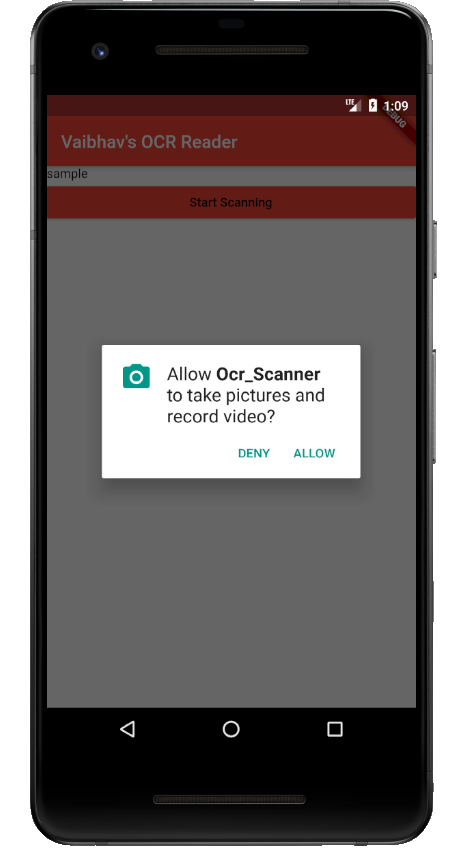 LTE 1:09
DEBUG
Vaibhav's OCR Reader
sample
Start Scanning
Allow Ocr_Scanner
to take pictures and
record video?
DENY ALLOW